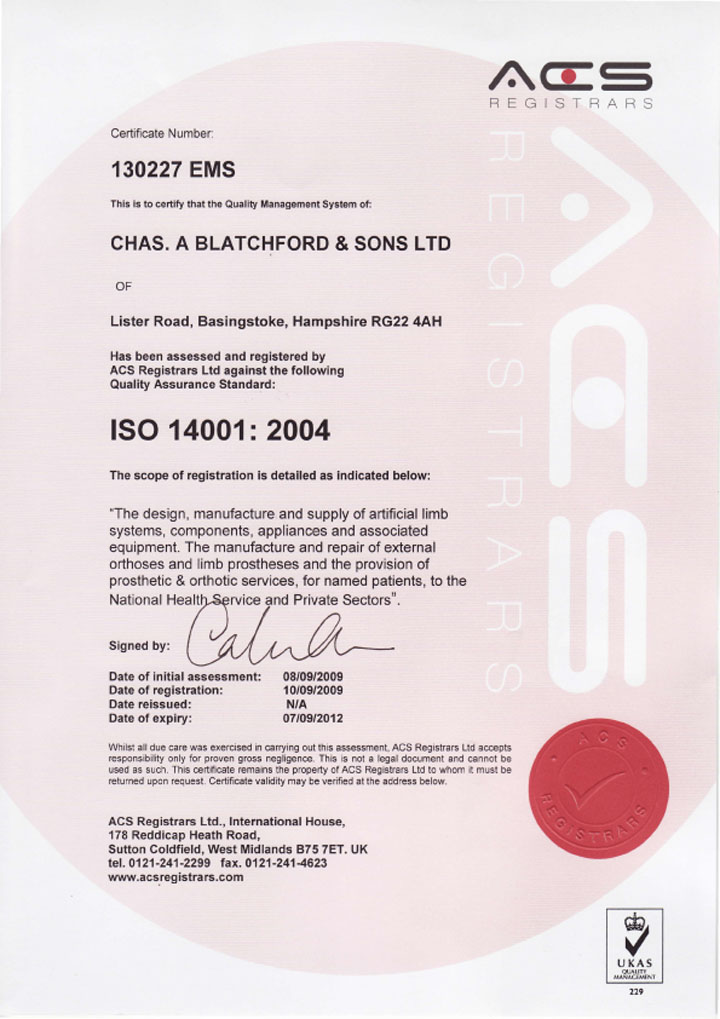 ACS
REGISTRARS
Certificate Number:
130227 EMS
This is to certify that the Quality Management System of:
CHAS. A BLATCHFORD & SONS LTD
OF
Lister Road, Basingstoke, Hampshire RG22 4AH
Has been assessed and registered by
ACS Registrars Ltd against the following
Quality Assurance Standard:
ISO 14001: 2004
The scope of registration is detailed as indicated below:
“The design, manufacture and supply of artificial limb
systems, components, appliances and associated
equipment. The manufacture and repair of external
orthoses and limb prostheses and the provision of
prosthetic & orthotic services, for named patients, to the
National Health Service and Private Sectors”.
Signed by:
Date of initial assessment: 08/09/2009
Date of registration: 10/09/2009
Date reissued: N/A
Date of expiry: 07/09/2012
Whilst all due care was exercised in carrying out this assessment, ACS Registrars Ltd accepts
responsibility only for proven gross negligence. This is not a legal document and cannot be
used as such. This certificate remains the property of ACS Registrars Ltd to whom it must be
returned upon request. Certificate validity may be verified at the address below.
ACS Registrars Ltd., International House,
178 Reddicap Heath Road,
Sutton Coldfield, West Midlands B75 7ET. UK
tel. 0121-241-2299 fax. 0121-241-4623
www.acsregistrars.com
ACS
REGISTRARS
ACS
REGISTRARS
UKAS
QUALITY
MANAGEMENT
229